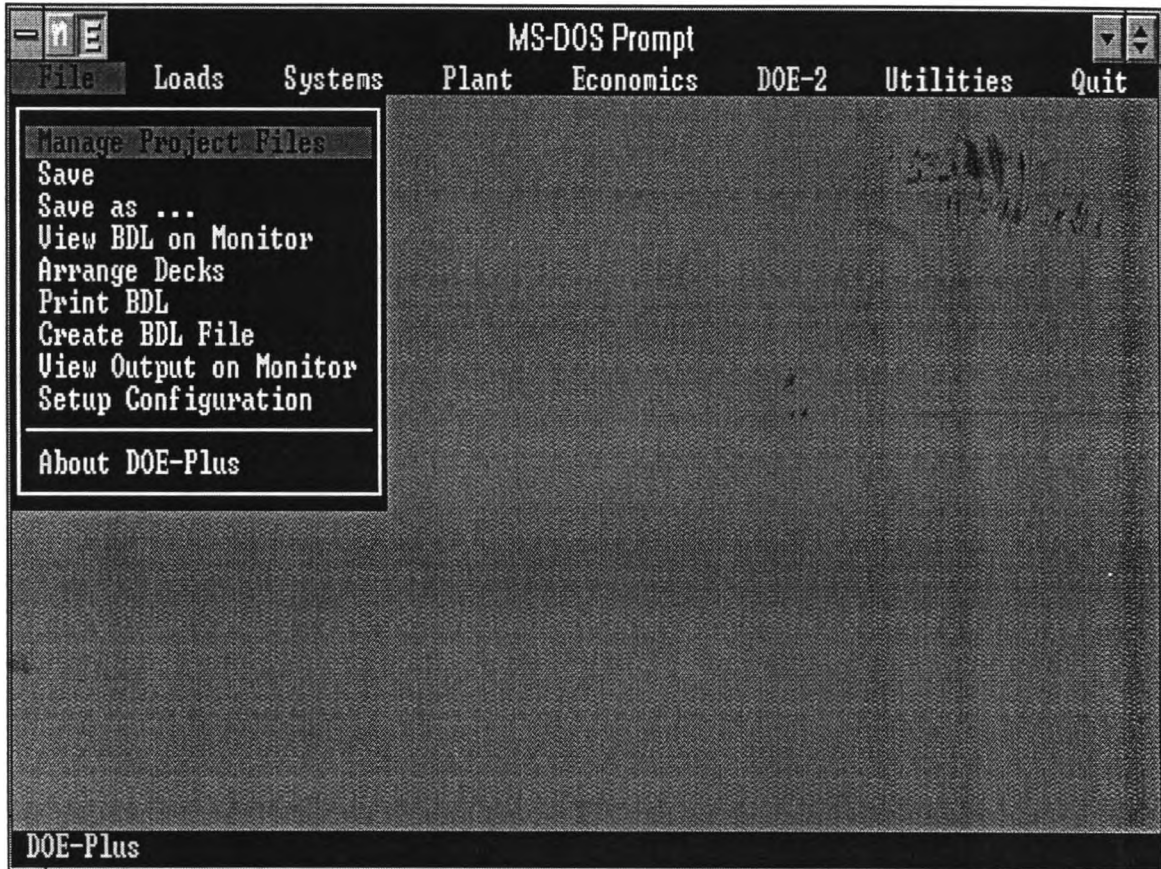 MS-DOS Prompt
File Loads Systems Plant Economics DOE-2 Utilities Quit
Manage Project Files
Save
Save as ...
View BDL on Monitor
Arrange Decks
Print BDL
Create BDL File
View Output on Monitor
Setup Configuration
About DOE-Plus
DOE-Plus